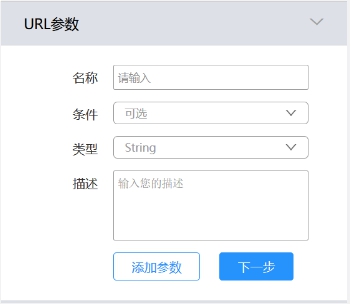 URL参数
名称 请输入
条件 可选
类型 String
描述 输入您的描述
添加参数 下一步